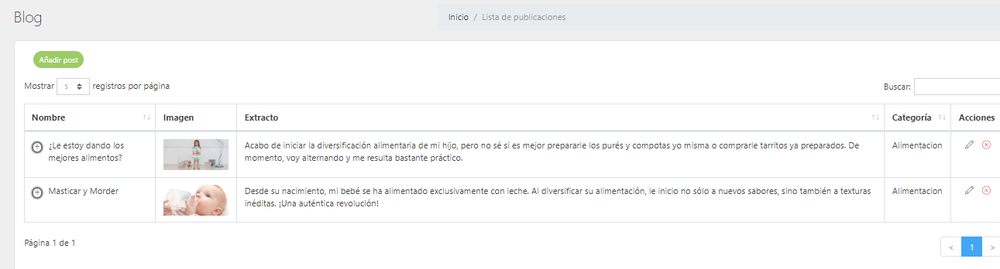 Blog
Inicio / Lista de publicaciones
Añadir post
Mostrar 5 registros por página
Buscar:
Nombre Imagen Extracto Categoría Acciones
¿Le estoy dando los
mejores alimentos?
Acabo de iniciar la diversificación alimentaria de mi hijo, pero no sé si es mejor prepararle los purés y compotas yo misma o comprarle tarritos ya preparados. De
momento, voy alternando y me resulta bastante práctico.
Alimentacion
Masticar y Morder
Desde su nacimiento, mi bebé se ha alimentado exclusivamente con leche. Al diversificar su alimentación, le inicio no sólo a nuevos sabores, sino también a texturas
inéditas. ¡Una auténtica revolución!
Alimentacion
Página 1 de 1
< 1 >